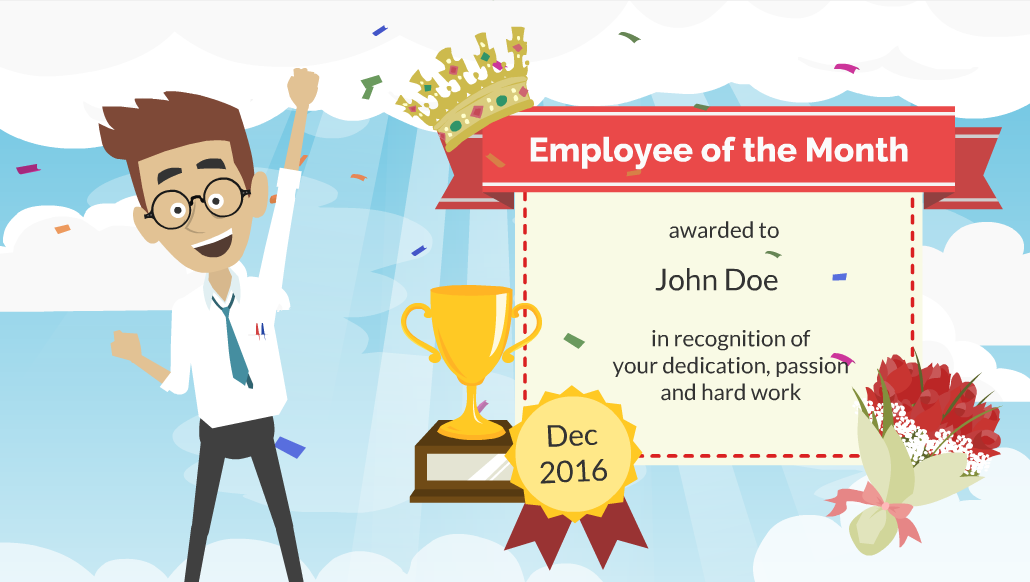 Employee of the Month
awarded to
John Doe
in recognition of
your dedication, passion
and hard work
Dec
2016